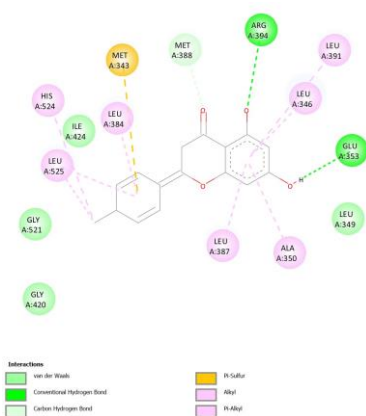 ARG
A:394
MET
A:388
MET
A:343
LEU
A:391
HIS
A:524
LEU
A:346
ILE
A:424
LEU
A:384
GLU
A:353
LEU
A:525
O
O
H
O
O
GLY
A:521
LEU
A:349
LEU
A:387
ALA
A:350
GLY
A:420
Interactions
van der Waals
Pi-Sulfur
Conventional Hydrogen Bond
Alkyl
Carbon Hydrogen Bond
Pi-Alkyl